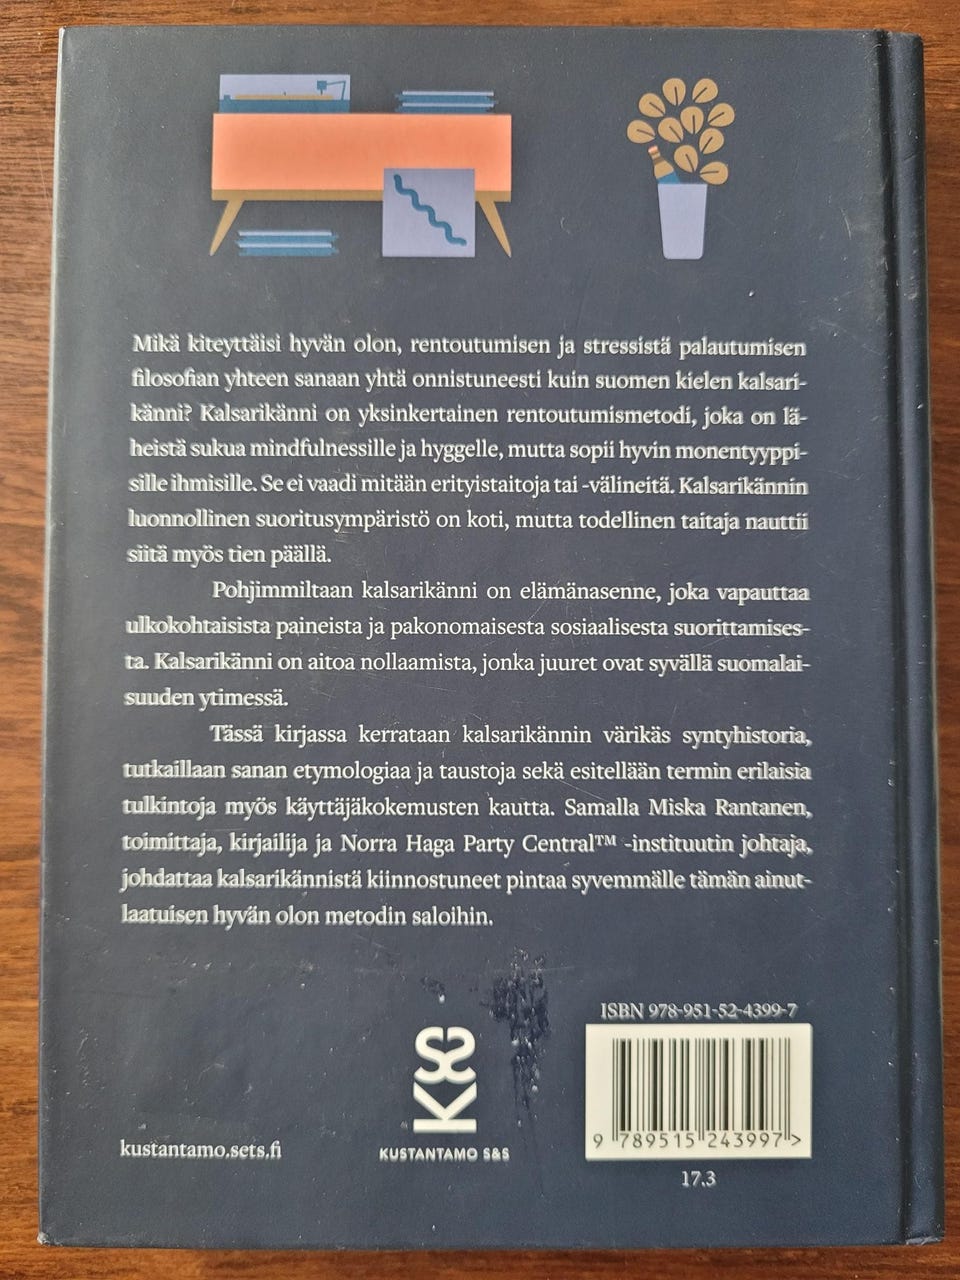 Mikä kiteyttäisi hyvän olon, rentoutumisen ja stressistä palautumisen
filosofian yhteen sanaan yhtä onnistuneesti kuin suomen kielen kalsari-
känni? Kalsarikänni on yksinkertainen rentoutumismetodi, joka on lä-
heistä sukua mindfulnessille ja hyggelle, mutta sopii hyvin monentyyppi-
sille ihmisille. Se ei vaadi mitään erityistaitoja tai -välineitä. Kalsarikännin
luonnollinen suoritusympäristö on koti, mutta todellinen taitaja nauttii
siitä myös tien päällä.
Pohjimmiltaan kalsarikänni on elämänasenne, joka vapauttaa
ulkokohtaisista paineista ja pakonomaisesta sosiaalisesta suorittamises-
ta. Kalsarikänni on aitoa nollaamista, jonka juuret ovat syvällä suomalai-
suuden ytimessä.
Tässä kirjassa kerrataan kalsarikännin värikäs syntyhistoria,
tutkaillaan sanan etymologiaa ja taustoja sekä esitellään termin erilaisia
tulkintoja myös käyttäjäkokemusten kautta. Samalla Miska Rantanen,
toimittaja, kirjailija ja Norra Haga Party Central™ -instituutin johtaja,
johdattaa kalsarikännistä kiinnostuneet pintaa syvemmälle tämän ainut-
laatuisen hyvän olon metodin saloihin.
ISBN 978-951-52-4399-7
K&S
9 789515 243997 >
kustantamo.sets.fi
KUSTANTAMO S&S
17.3